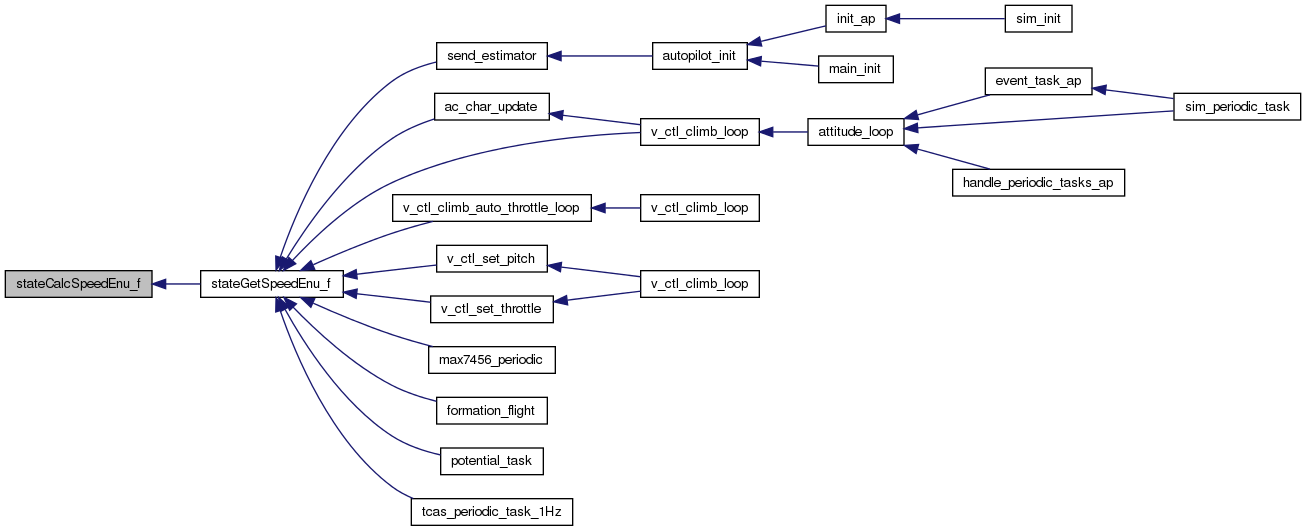 init_ap
sim_init
send_estimator
autopilot_init
main_init
event_task_ap
ac_char_update
sim_periodic_task
v_ctl_climb_loop
attitude_loop
handle_periodic_tasks_ap
v_ctl_climb_auto_throttle_loop
v_ctl_climb_loop
v_ctl_set_pitch
stateCalcSpeedEnu_f
stateGetSpeedEnu_f
v_ctl_climb_loop
v_ctl_set_throttle
max7456_periodic
formation_flight
potential_task
tcas_periodic_task_1Hz